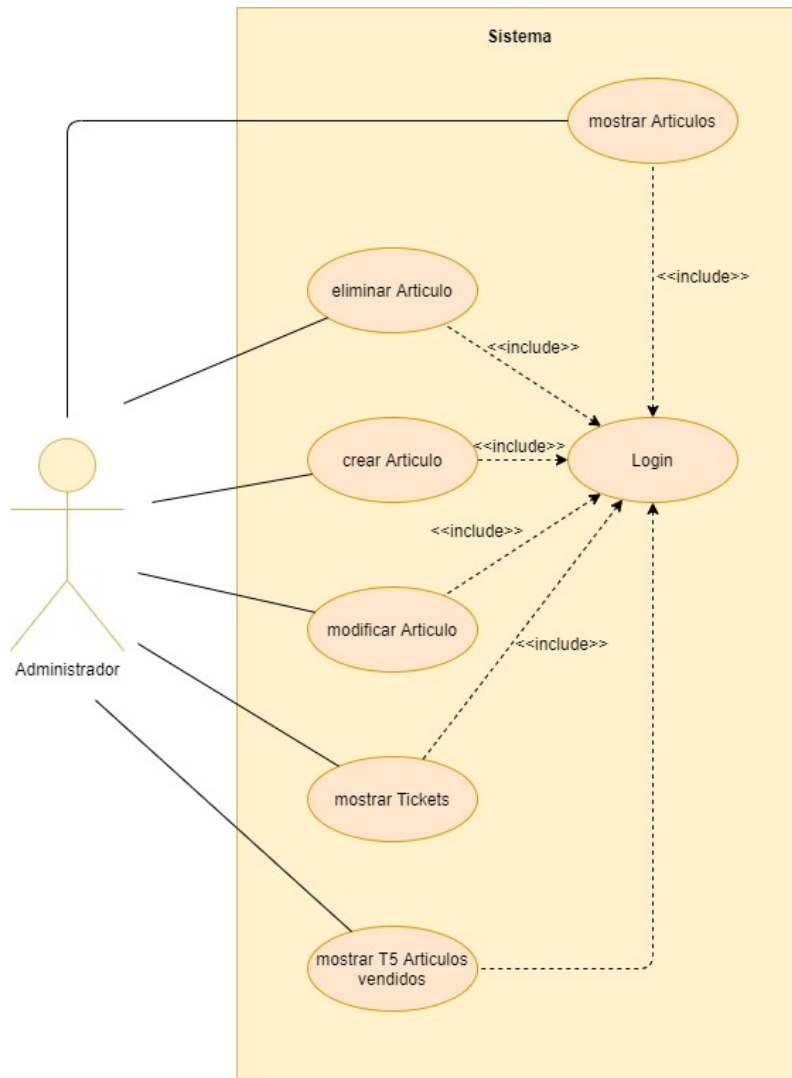 Sistema
mostrar Articulos
<<include>>
eliminar Articulo
<<include>>
crear Articulo
<<include>>
Login
<<include>>
modificar Articulo
<<include>>
Administrador
mostrar Tickets
mostrar T5 Articulos
vendidos